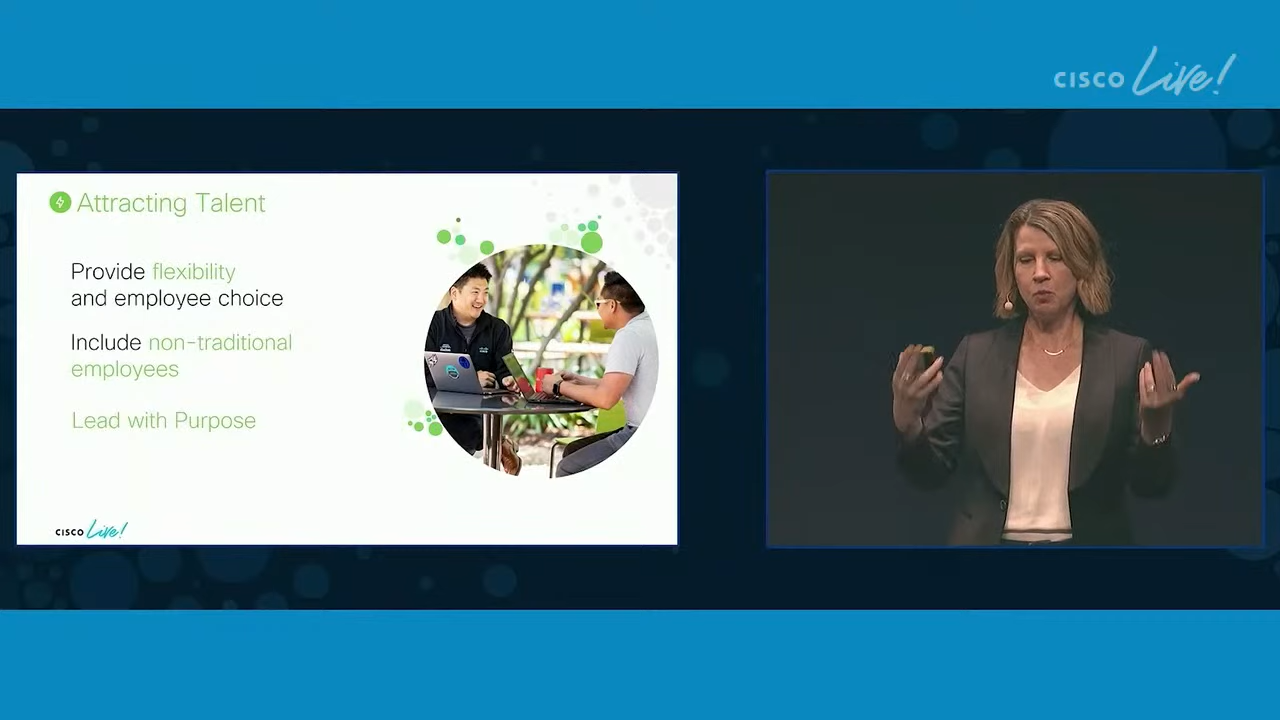 CISCO Live!
Attracting Talent
Provide flexibility
and employee choice
Include non-traditional
employees
Lead with Purpose
CISCO Live!